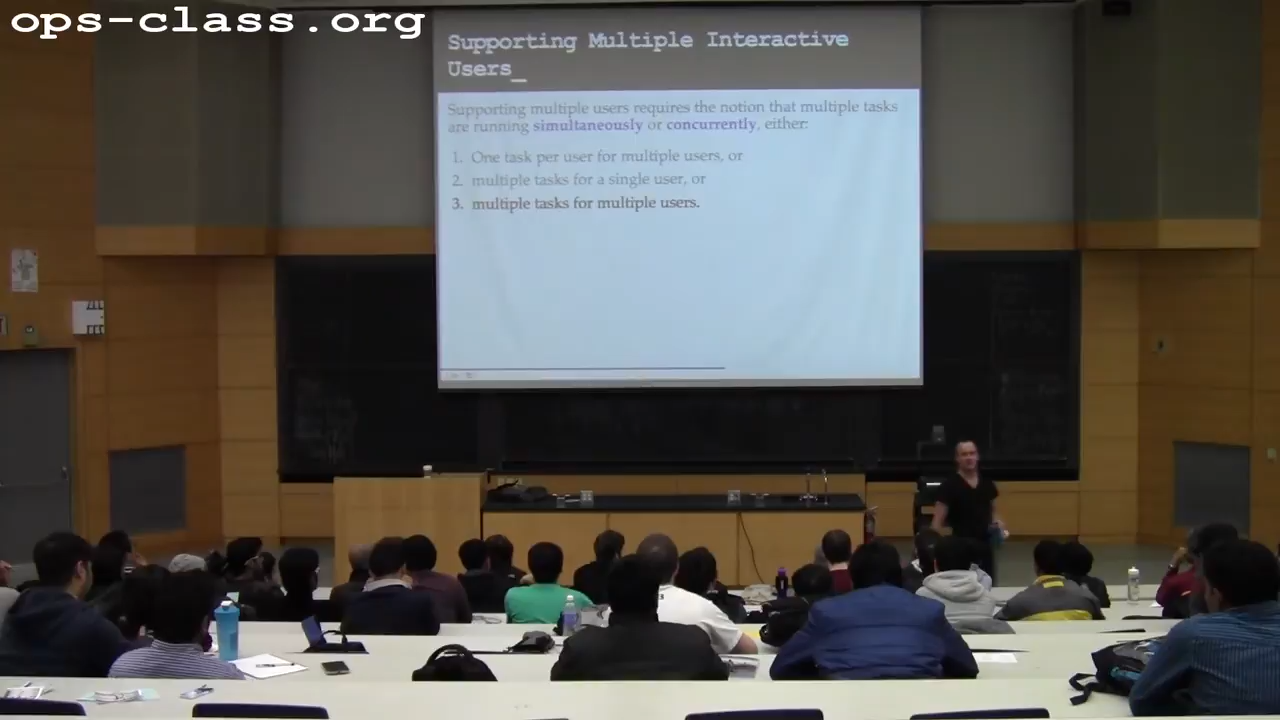 ops-class.org
Supporting Multiple Interactive
Users_
Supporting multiple users requires the notion that multiple tasks
are running simultaneously or concurrently, either:
1. One task per user for multiple users, or
2. multiple tasks for a single user, or
3. multiple tasks for multiple users.